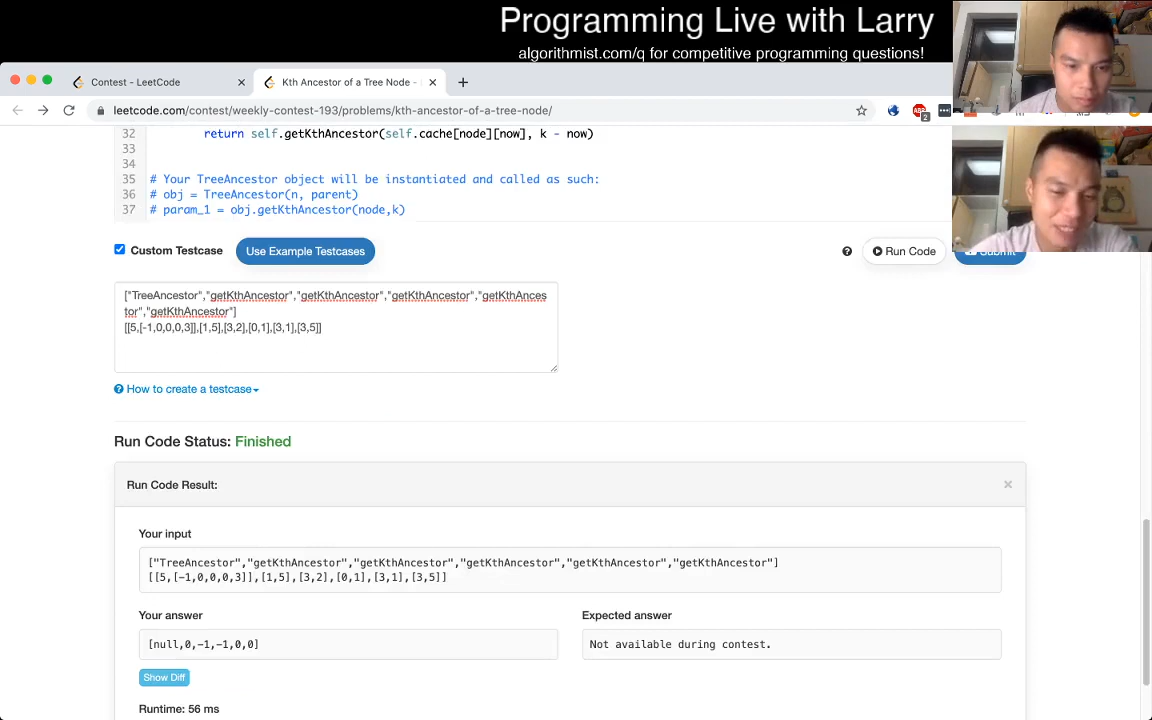 Programming Live with Larry
algorithmist.com/q for competitive programming questions!
Contest - LeetCode
Kth Ancestor of a Tree Node -
leetcode.com/contest/weekly-contest-193/problems/kth-ancestor-of-a-tree-node/
32 return self.getKthAncestor(self.cache[node][now], k - now)
33
34
35 # Your TreeAncestor object will be instantiated and called as such:
36 # obj = TreeAncestor(n, parent)
37 # param_1 = obj.getKthAncestor(node,k)
Custom Testcase
Use Example Testcases
Run Code
Submit
["TreeAncestor","getKthAncestor","getKthAncestor","getKthAncestor","getKthAnces
tor","getKthAncestor"]
[[5,[-1,0,0,0,3]],[1,5],[3,2],[0,1],[3,1],[3,5]]
How to create a testcase
Run Code Status: Finished
Run Code Result:
Your input
["TreeAncestor","getKthAncestor","getKthAncestor","getKthAncestor","getKthAncestor","getKthAncestor"]
[[5,[-1,0,0,0,3]],[1,5],[3,2],[0,1],[3,1],[3,5]]
Your answer
Expected answer
[null,0,-1,-1,0,0]
Not available during contest.
Show Diff
Runtime: 56 ms